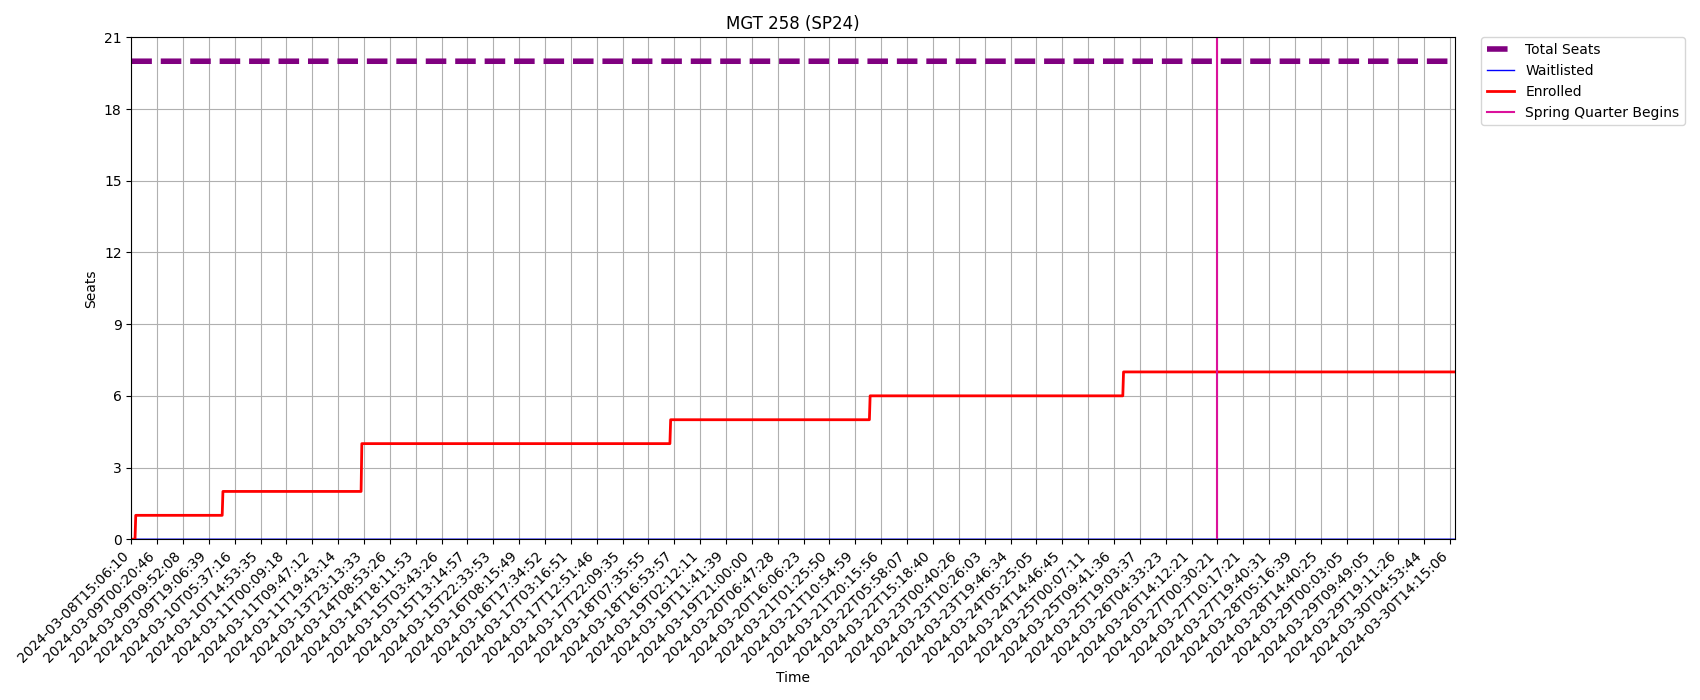 MGT 258 (SP24)
21
18
15
12
9
6
3
0
Seats
Total Seats
Waitlisted
Enrolled
Spring Quarter Begins
2024-03-08T15:06:10
2024-03-09T00:20:46
2024-03-09T09:52:08
2024-03-09T19:06:39
2024-03-10T05:37:16
2024-03-10T14:53:35
2024-03-11T00:09:18
2024-03-11T09:47:12
2024-03-11T19:43:14
2024-03-13T23:13:33
2024-03-14T08:53:26
2024-03-14T18:11:53
2024-03-15T03:43:26
2024-03-15T13:14:57
2024-03-15T22:33:53
2024-03-16T08:15:49
2024-03-16T17:34:52
2024-03-17T03:16:51
2024-03-17T12:51:46
2024-03-17T22:09:35
2024-03-18T07:35:55
2024-03-18T16:53:57
2024-03-19T02:12:11
2024-03-19T11:41:39
2024-03-19T21:00:00
2024-03-20T06:47:28
2024-03-20T16:06:23
2024-03-21T01:25:50
2024-03-21T10:54:59
2024-03-21T20:15:56
2024-03-22T05:58:07
2024-03-22T15:18:40
2024-03-23T00:40:26
2024-03-23T10:26:03
2024-03-23T19:46:34
2024-03-24T05:25:05
2024-03-24T14:46:45
2024-03-25T00:07:11
2024-03-25T09:41:36
2024-03-25T19:03:37
2024-03-26T04:33:23
2024-03-26T14:12:21
2024-03-27T00:30:21
2024-03-27T10:17:21
2024-03-27T19:40:31
2024-03-28T05:16:39
2024-03-28T14:40:25
2024-03-29T00:03:05
2024-03-29T09:49:05
2024-03-29T19:11:26
2024-03-30T04:53:44
2024-03-30T14:15:06
Time